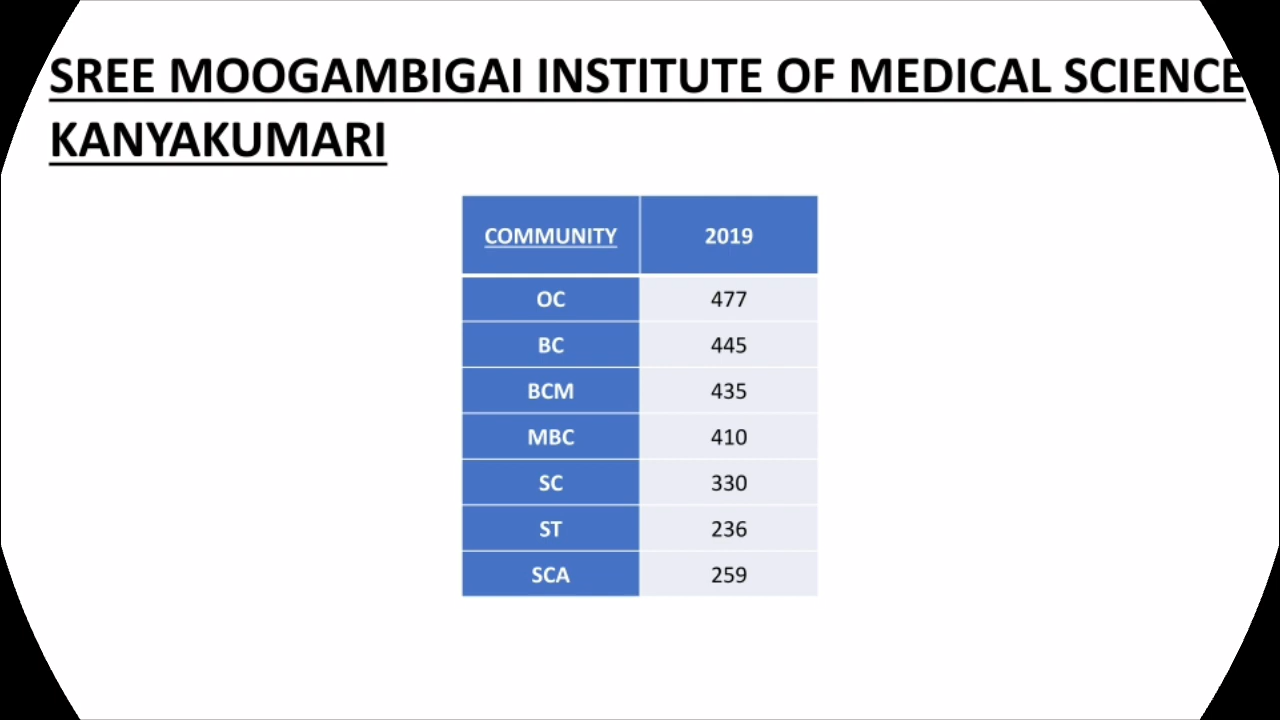 SREE MOOGAMBIGAI INSTITUTE OF MEDICAL SCIENCE
KANYAKUMARI
COMMUNITY 2019
OC 477
BC 445
BCM 435
MBC 410
SC 330
ST 236
SCA 259